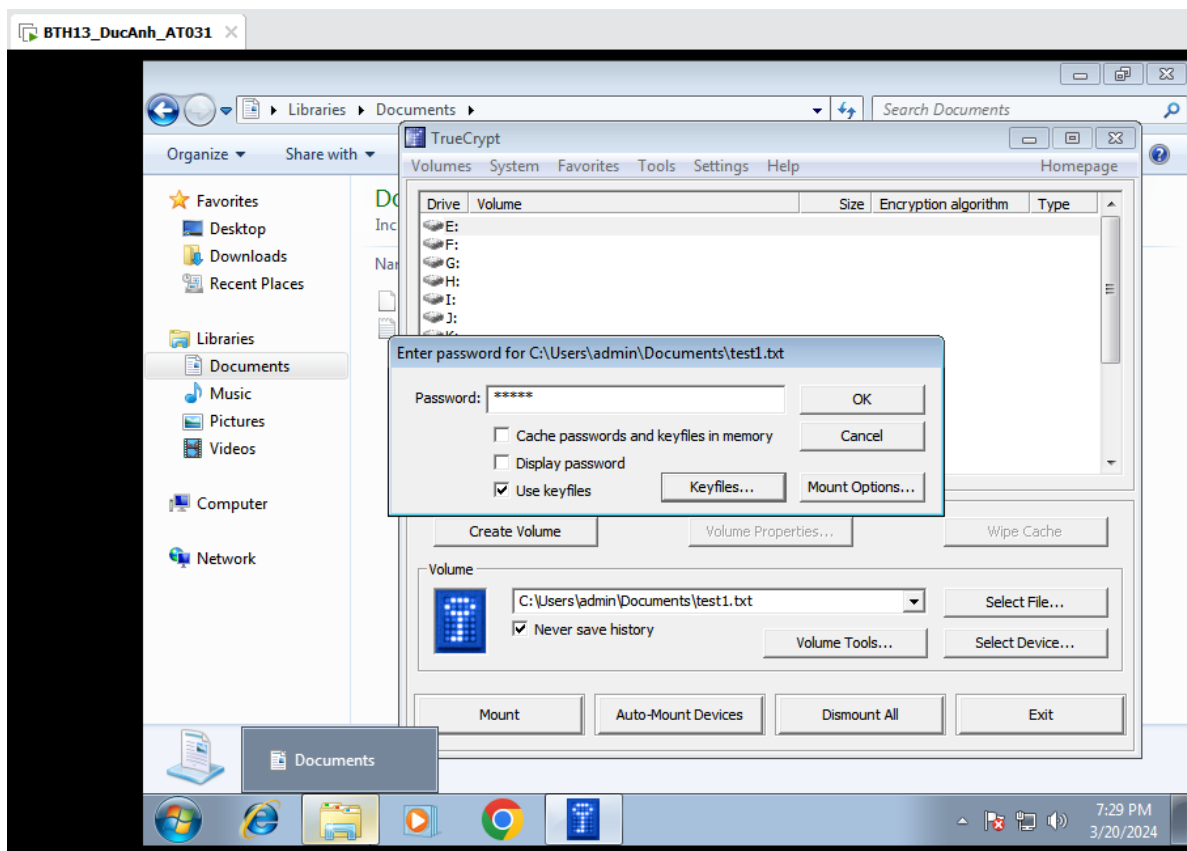 BTH13_DucAnh_AT031
Libraries Documents
Search Documents
Organize Share with
TrueCrypt
Volumes System Favorites Tools Settings Help Homepage
Favorites
Desktop
Downloads
Recent Places
Libraries
Documents
Music
Pictures
Videos
Computer
Network
Drive Volume Size Encryption algorithm Type
E:
F:
G:
H:
I:
J:
K:
Enter password for C:\Users\admin\Documents\test1.txt
Password: *****
OK
Cache passwords and keyfiles in memory
Cancel
Display password
Use keyfiles
Keyfiles...
Mount Options...
Create Volume
Volume Properties...
Wipe Cache
Volume
C:\Users\admin\Documents\test1.txt
Select File...
Never save history
Volume Tools...
Select Device...
Mount
Auto-Mount Devices
Dismount All
Exit
Documents
7:29 PM
3/20/2024